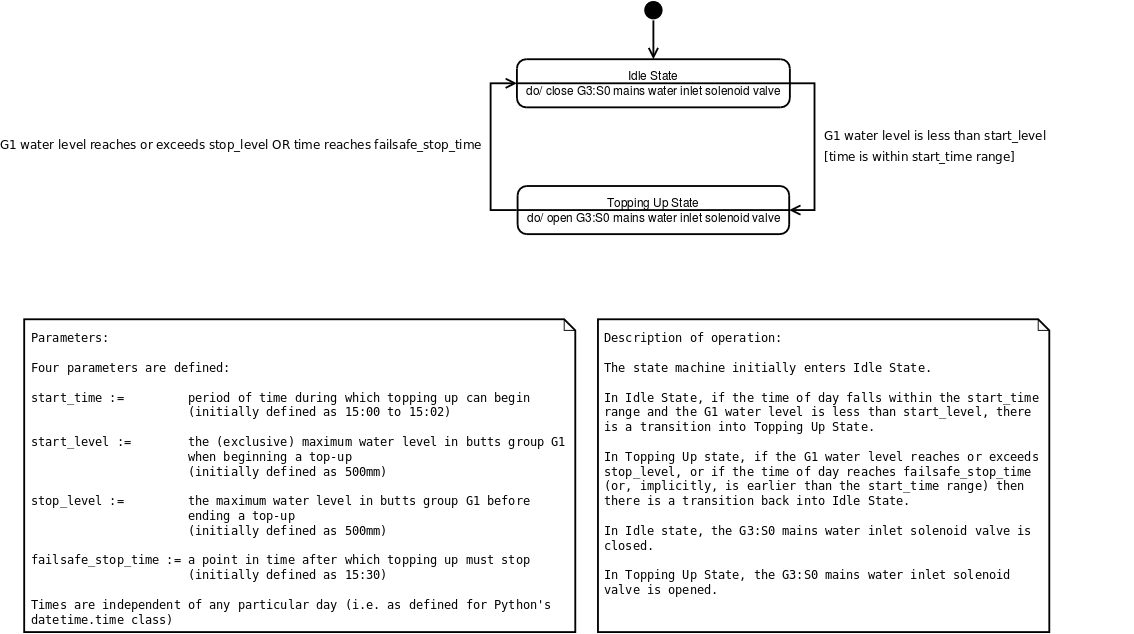 Idle State
do/ close G3:S0 mains water inlet solenoid valve
G1 water level reaches or exceeds stop_level OR time reaches failsafe_stop_time
G1 water level is less than start_level
[time is within start_time range]
Topping Up State
do/ open G3:S0 mains water inlet solenoid valve
Parameters:
Four parameters are defined:
start_time := period of time during which topping up can begin
(initially defined as 15:00 to 15:02)
start_level := the (exclusive) maximum water level in butts group G1
when beginning a top-up
(initially defined as 500mm)
stop_level := the maximum water level in butts group G1 before
ending a top-up
(initially defined as 500mm)
failsafe_stop_time := a point in time after which topping up must stop
(initially defined as 15:30)
Times are independent of any particular day (i.e. as defined for Python's
datetime.time class)
Description of operation:
The state machine initially enters Idle State.
In Idle State, if the time of day falls within the start_time
range and the G1 water level is less than start_level, there
is a transition into Topping Up State.
In Topping Up state, if the G1 water level reaches or exceeds
stop_level, or if the time of day reaches failsafe_stop_time
(or, implicitly, is earlier than the start_time range) then
there is a transition back into Idle State.
In Idle state, the G3:S0 mains water inlet solenoid valve is
closed.
In Topping Up State, the G3:S0 mains water inlet solenoid
valve is opened.